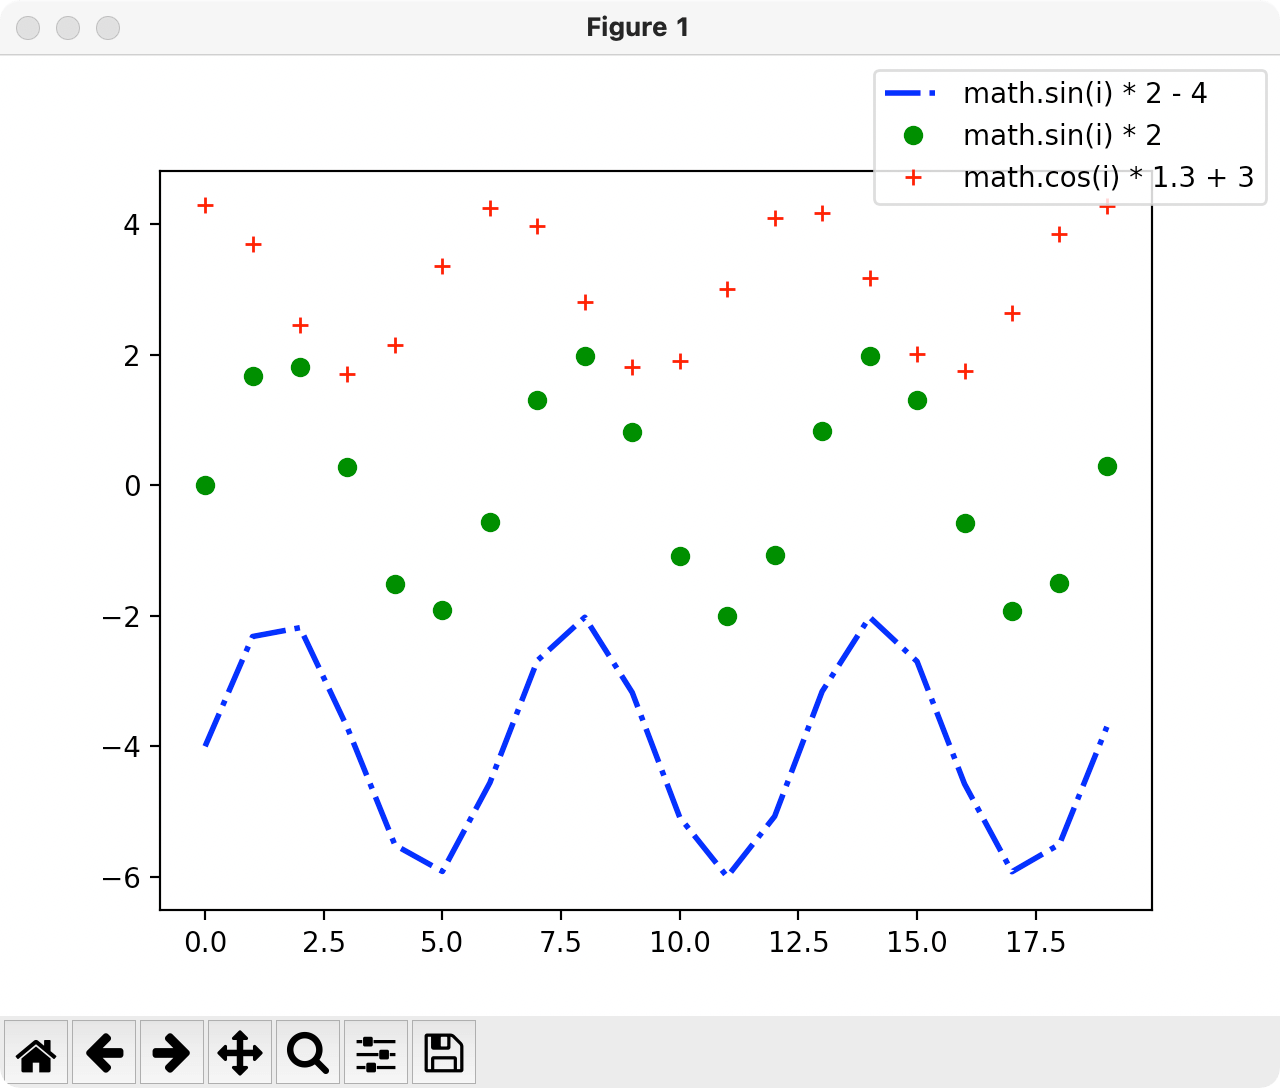 Figure 1
math.sin(i) * 2 - 4
math.sin(i) * 2
math.cos(i) * 1.3 + 3
4
2
0
−2
−4
−6
0.0 2.5 5.0 7.5 10.0 12.5 15.0 17.5